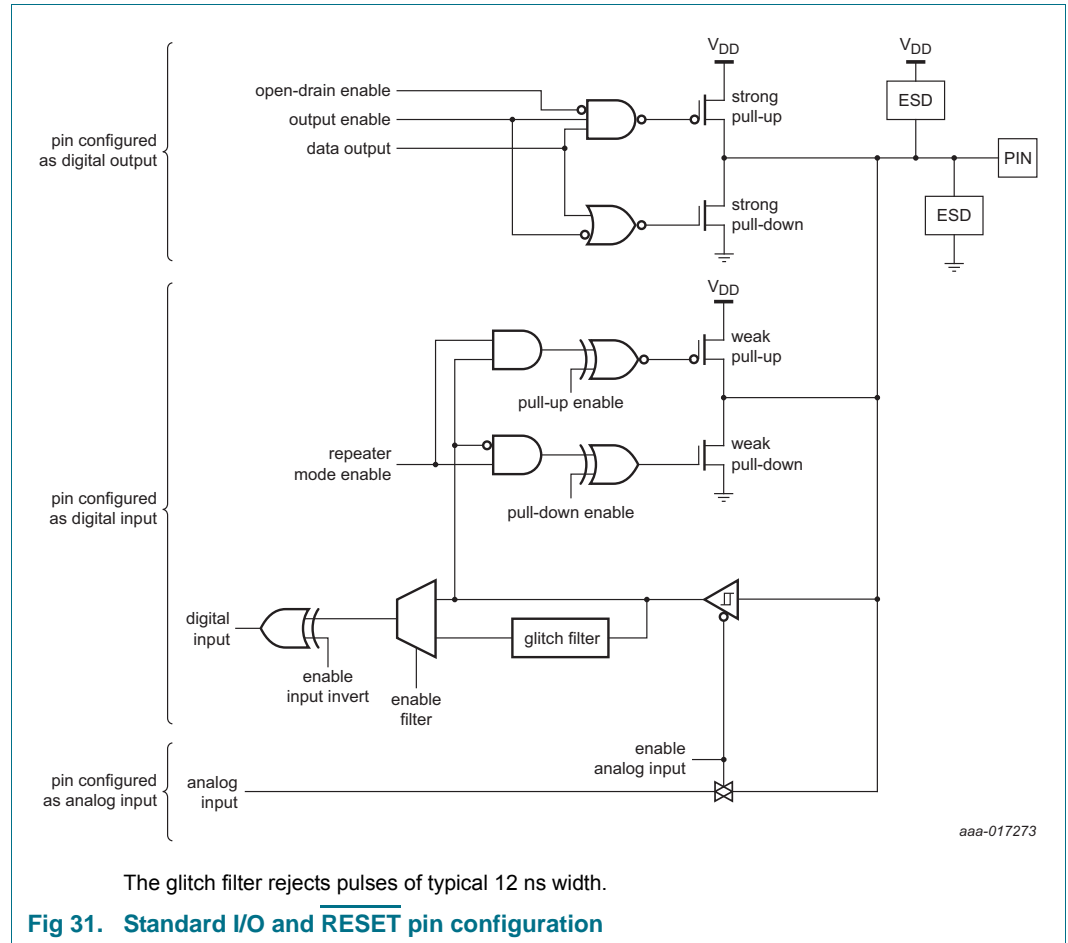 VDD
VDD
open-drain enable
strong
pull-up
ESD
output enable
pin configured
as digital output
data output
PIN
strong
pull-down
ESD
VDD
weak
pull-up
pull-up enable
repeater
mode enable
weak
pull-down
pin configured
as digital input
pull-down enable
digital
input
glitch filter
enable
input invert
enable
filter
enable
analog input
pin configured
as analog input
analog
input
aaa-017273
The glitch filter rejects pulses of typical 12 ns width.
Fig 31. Standard I/O and RESET pin configuration